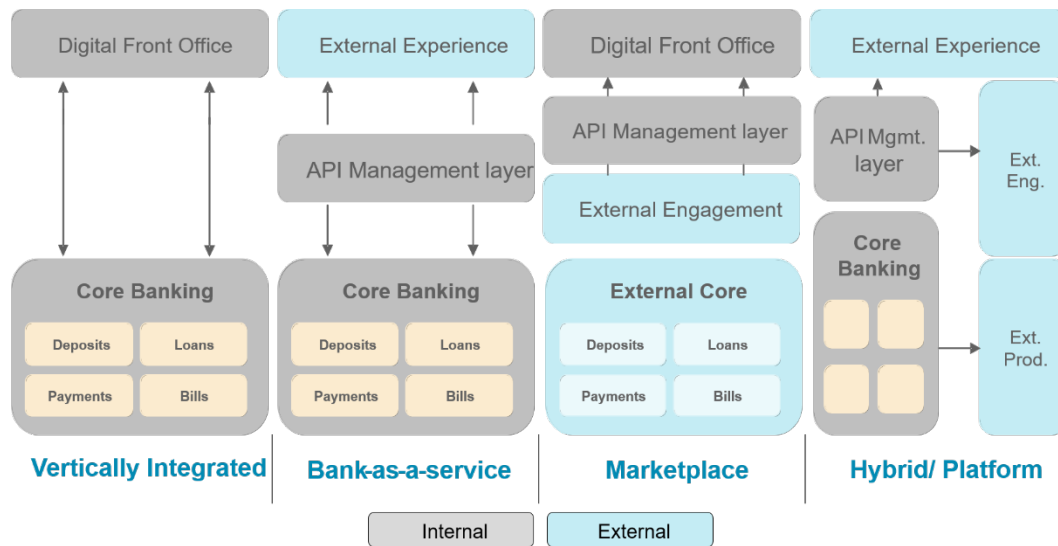 Digital Front Office
External Experience
Digital Front Office
External Experience
API Management layer
API Management layer
External Engagement
API Mgmt.
layer
Ext.
Eng.
Core Banking
Deposits
Loans
Payments
Bills
Core Banking
Deposits
Loans
Payments
Bills
External Core
Deposits
Loans
Payments
Bills
Core
Banking
Ext.
Prod.
Vertically Integrated
Bank-as-a-service
Marketplace
Hybrid/ Platform
Internal
External